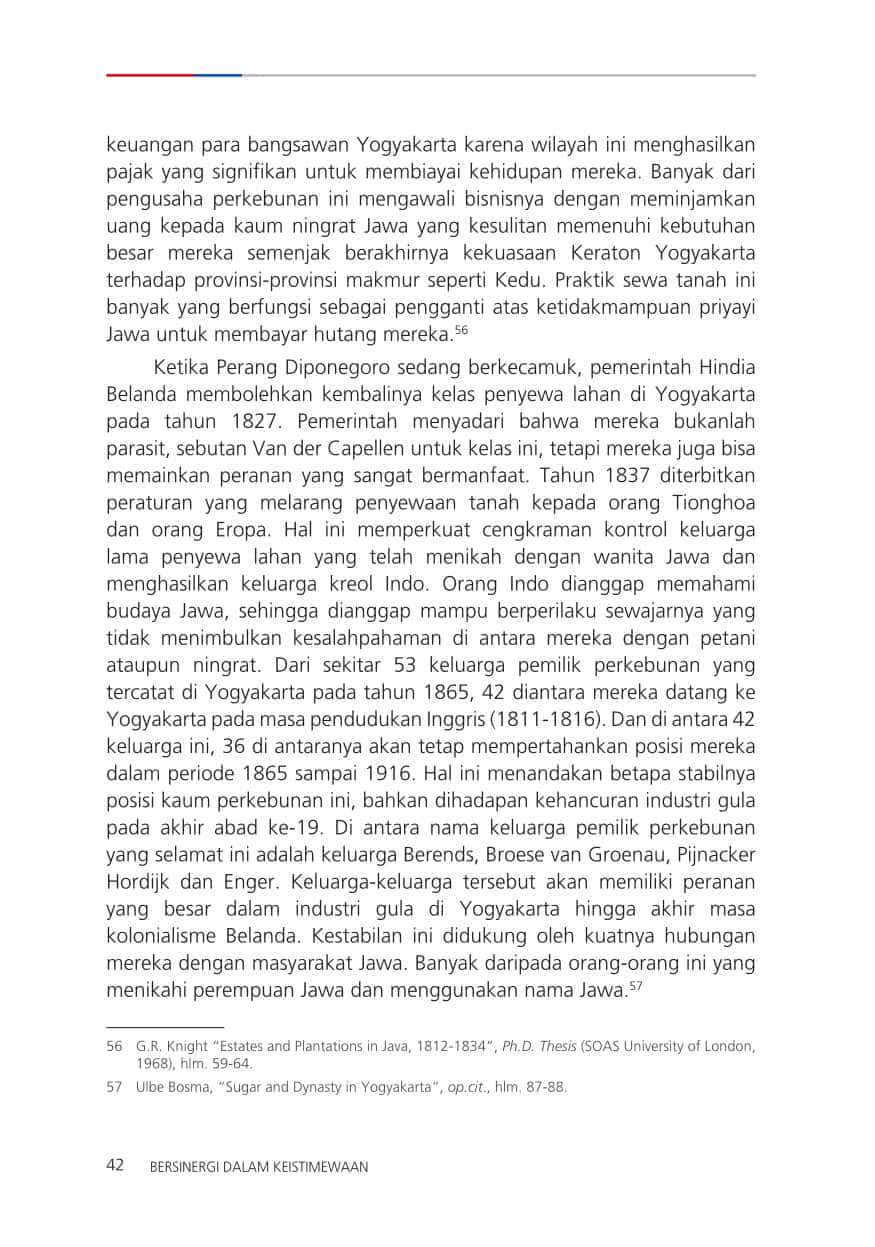 keuangan para bangsawan Yogyakarta karena wilayah ini menghasilkan
pajak yang signifikan untuk membiayai kehidupan mereka. Banyak dari
pengusaha perkebunan ini mengawali bisnisnya dengan meminjamkan
uang kepada kaum ningrat Jawa yang kesulitan memenuhi kebutuhan
besar mereka semenjak berakhirnya kekuasaan Keraton Yogyakarta
terhadap provinsi-provinsi makmur seperti Kedu. Praktik sewa tanah ini
banyak yang berfungsi sebagai pengganti atas ketidakmampuan priyayi
Jawa untuk membayar hutang mereka.56
Ketika Perang Diponegoro sedang berkecamuk, pemerintah Hindia
Belanda membolehkan kembalinya kelas penyewa lahan di Yogyakarta
pada tahun 1827. Pemerintah menyadari bahwa mereka bukanlah
parasit, sebutan Van der Capellen untuk kelas ini, tetapi mereka juga bisa
memainkan peranan yang sangat bermanfaat. Tahun 1837 diterbitkan
peraturan yang melarang penyewaan tanah kepada orang Tionghoa
dan orang Eropa. Hal ini memperkuat cengkraman kontrol keluarga
lama penyewa lahan yang telah menikah dengan wanita Jawa dan
menghasilkan keluarga kreol Indo. Orang Indo dianggap memahami
budaya Jawa, sehingga dianggap mampu berperilaku sewajarnya yang
tidak menimbulkan kesalahpahaman di antara mereka dengan petani
ataupun ningrat. Dari sekitar 53 keluarga pemilik perkebunan yang
tercatat di Yogyakarta pada tahun 1865, 42 diantara mereka datang ke
Yogyakarta pada masa pendudukan Inggris (1811-1816). Dan di antara 42
keluarga ini, 36 di antaranya akan tetap mempertahankan posisi mereka
dalam periode 1865 sampai 1916. Hal ini menandakan betapa stabilnya
posisi kaum perkebunan ini, bahkan dihadapan kehancuran industri gula
pada akhir abad ke-19. Di antara nama keluarga pemilik perkebunan
yang selamat ini adalah keluarga Berends, Broese van Groenau, Pijnacker
Hordijk dan Enger. Keluarga-keluarga tersebut akan memiliki peranan
yang besar dalam industri gula di Yogyakarta hingga akhir masa
kolonialisme Belanda. Kestabilan ini didukung oleh kuatnya hubungan
mereka dengan masyarakat Jawa. Banyak daripada orang-orang ini yang
menikahi perempuan Jawa dan menggunakan nama Jawa.57
56 G.R. Knight “Estates and Plantations in Java, 1812-1834”, Ph.D. Thesis (SOAS University of London,
1968), hlm. 59-64.
57 Ulbe Bosma, “Sugar and Dynasty in Yogyakarta”, op.cit., hlm. 87-88.
42 BERSINERGI DALAM KEISTIMEWAAN